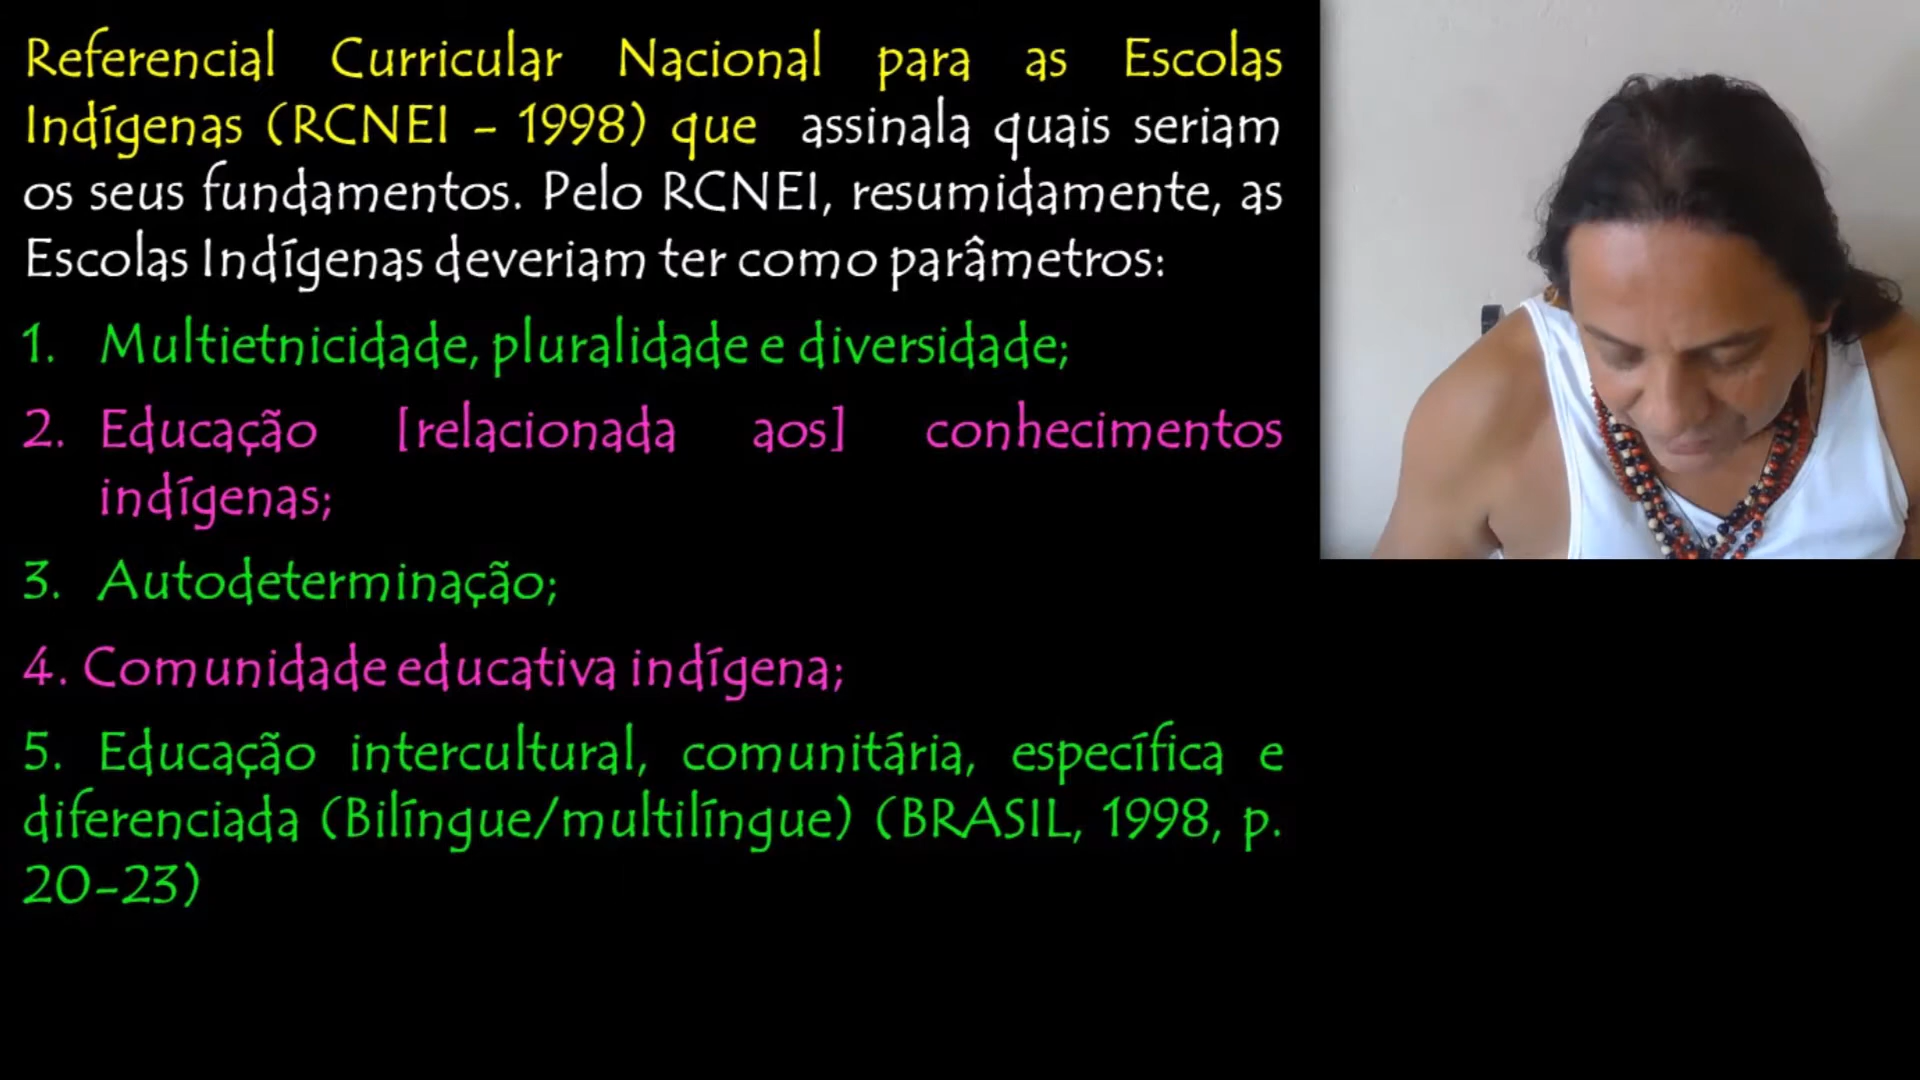 Referencial Curricular Nacional para as Escolas
Indígenas (RCNEI - 1998) que assinala quais seriam
os seus fundamentos. Pelo RCNEI, resumidamente, as
Escolas Indígenas deveriam ter como parâmetros:
1. Multietnicidade, pluralidade e diversidade;
2. Educação [relacionada aos] conhecimentos
indígenas;
3. Autodeterminação;
4. Comunidade educativa indígena;
5. Educação intercultural, comunitária, específica e
diferenciada (Bilíngue/multilíngue) (BRASIL, 1998, p.
20-23)